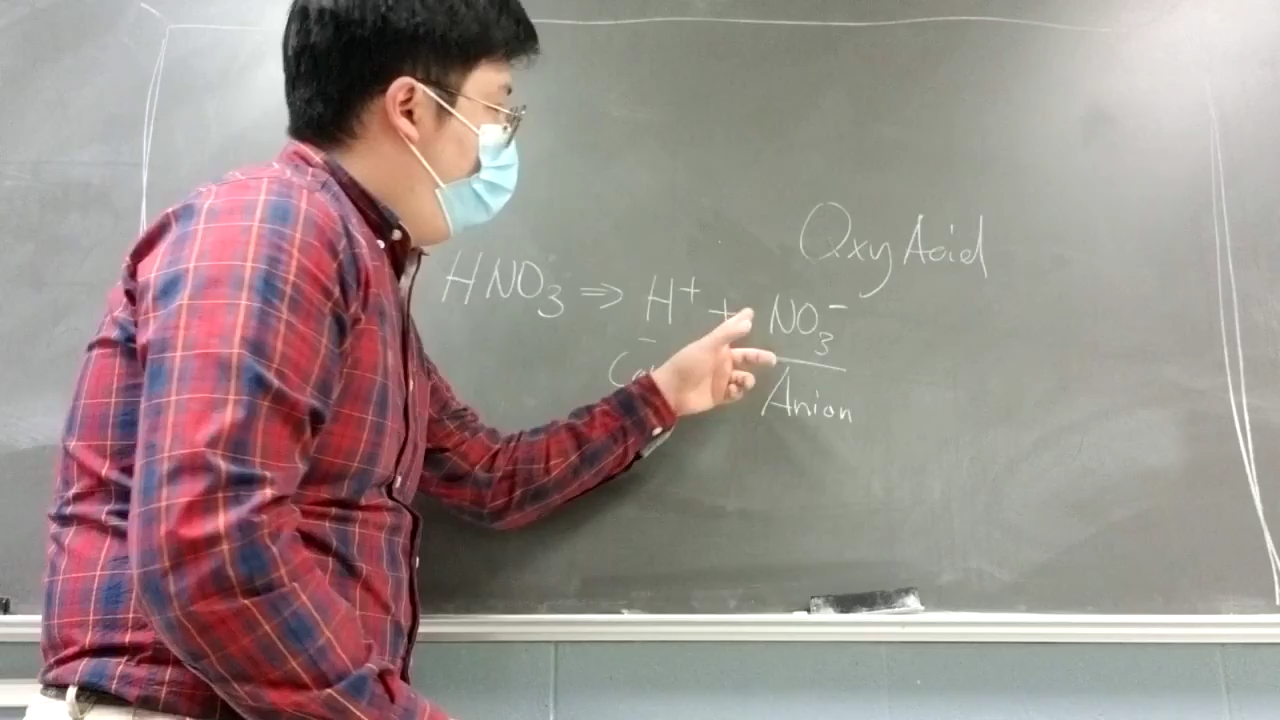 Oxy Acid
HNO₃ ⇒ H⁺ + NO₃⁻
Anion